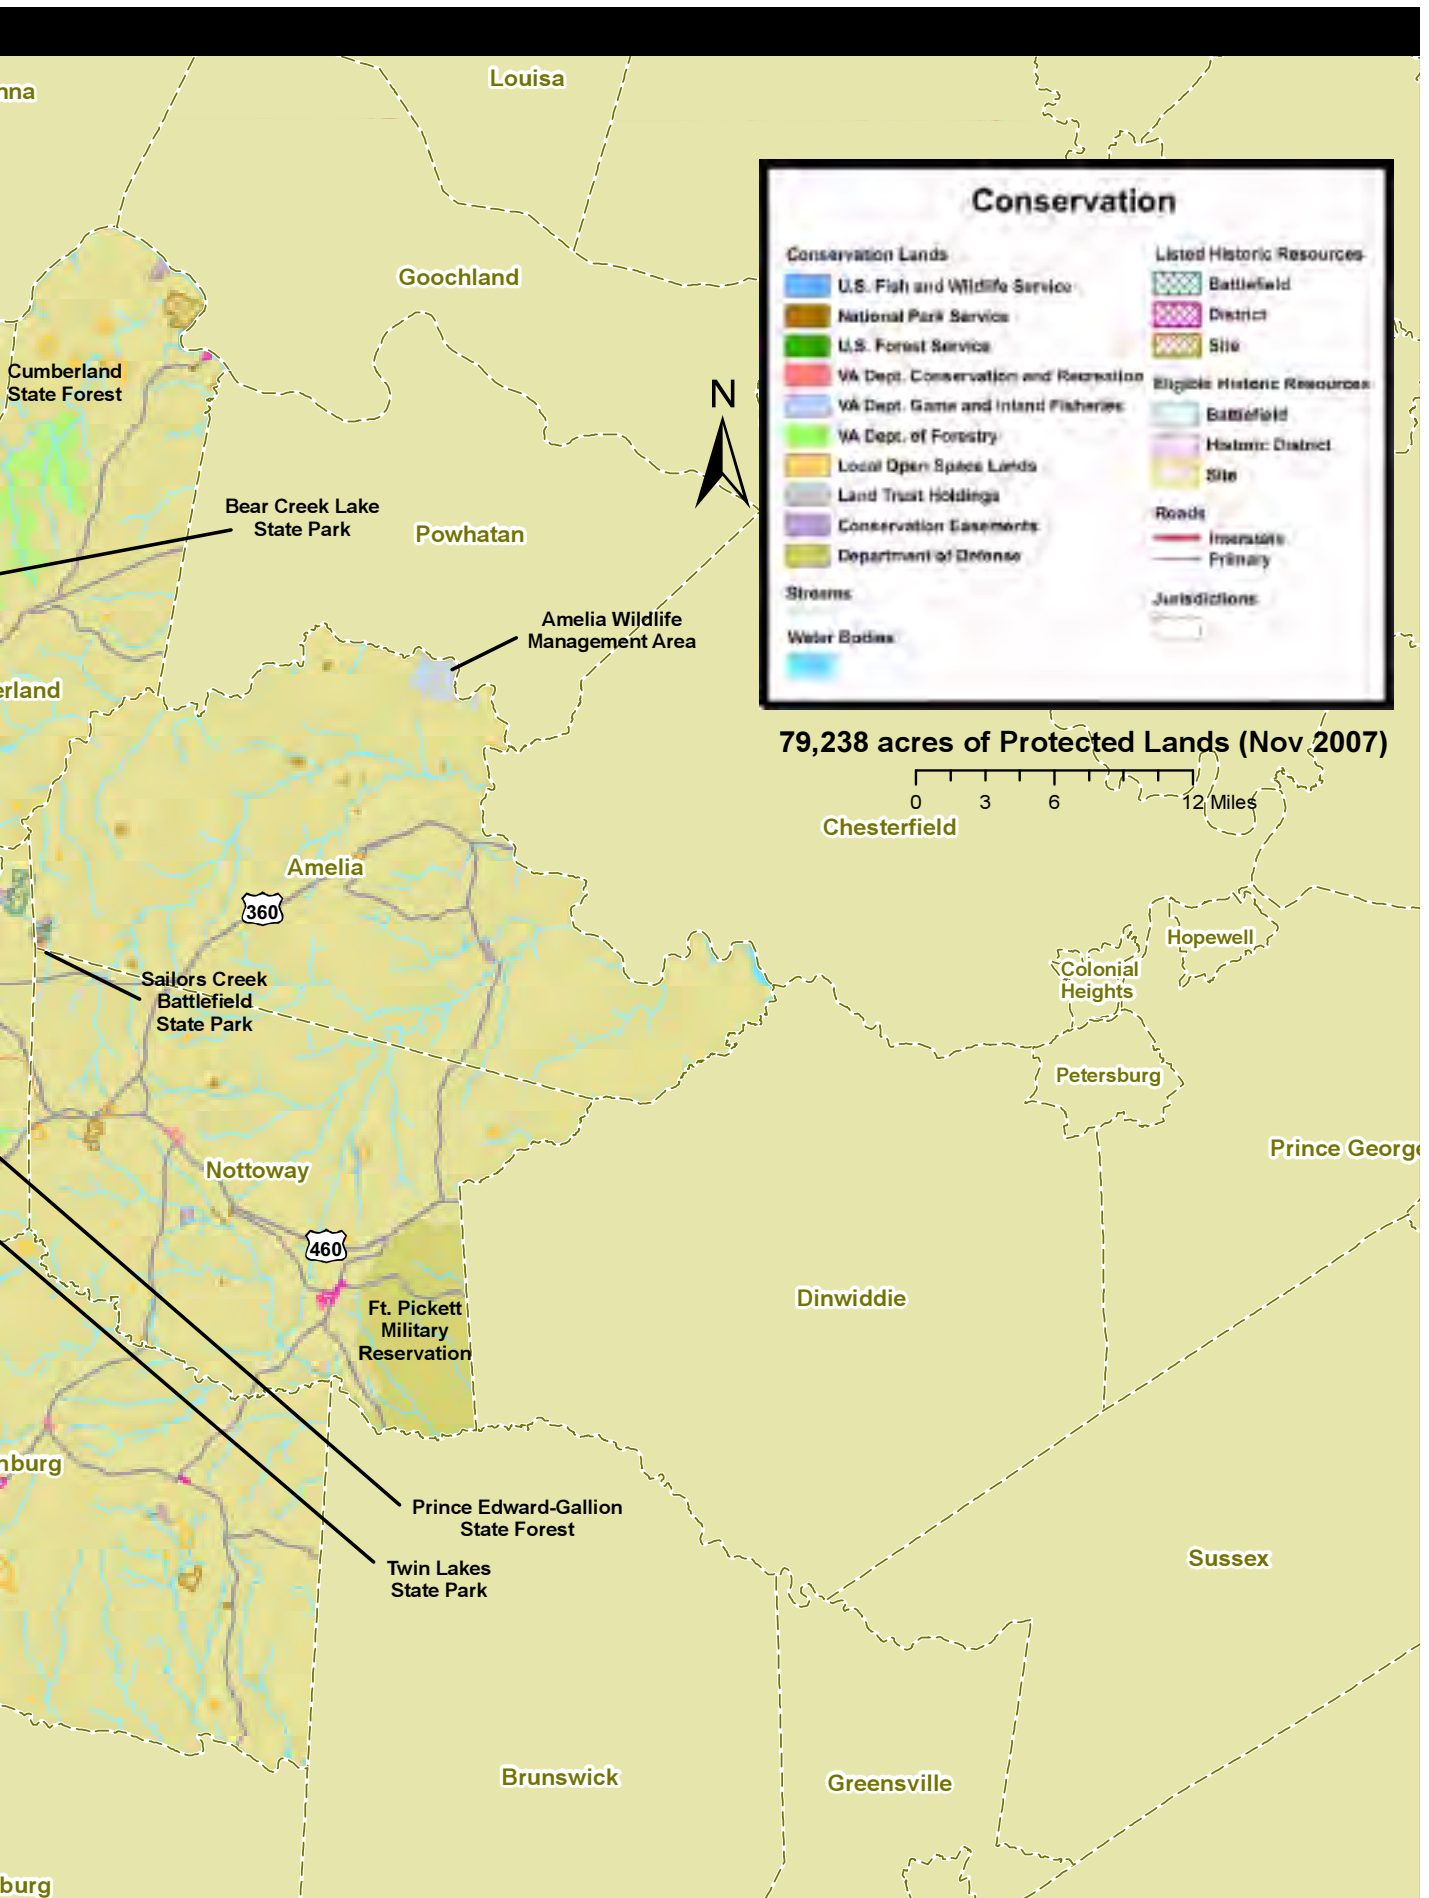 Louisa
nna
Conservation
Conservation Lands
U.S. Fish and Wildlife Service
National Park Service
U.S. Forest Service
VA Dept. Conservation and Recreation
VA Dept. Game and Inland Fisheries
VA Dept. of Forestry
Local Open Space Lands
Land Trust Holdings
Conservation Easements
Department of Defense
Streams
Water Bodies
Listed Historic Resources
Battlefield
District
Site
Eligible Historic Resources
Battlefield
Historic District
Site
Roads
Interstate
Primary
Jurisdictions
79,238 acres of Protected Lands (Nov 2007)
0 3 6 12 Miles
N
Goochland
Cumberland
State Forest
Bear Creek Lake
State Park
Powhatan
Amelia Wildlife
Management Area
erland
Chesterfield
Amelia
360
Hopewell
Colonial
Heights
Sailors Creek
Battlefield
State Park
Petersburg
Prince George
Nottoway
460
Dinwiddie
Ft. Pickett
Military
Reservation
nburg
Prince Edward-Gallion
State Forest
Twin Lakes
State Park
Sussex
Brunswick
Greensville
burg